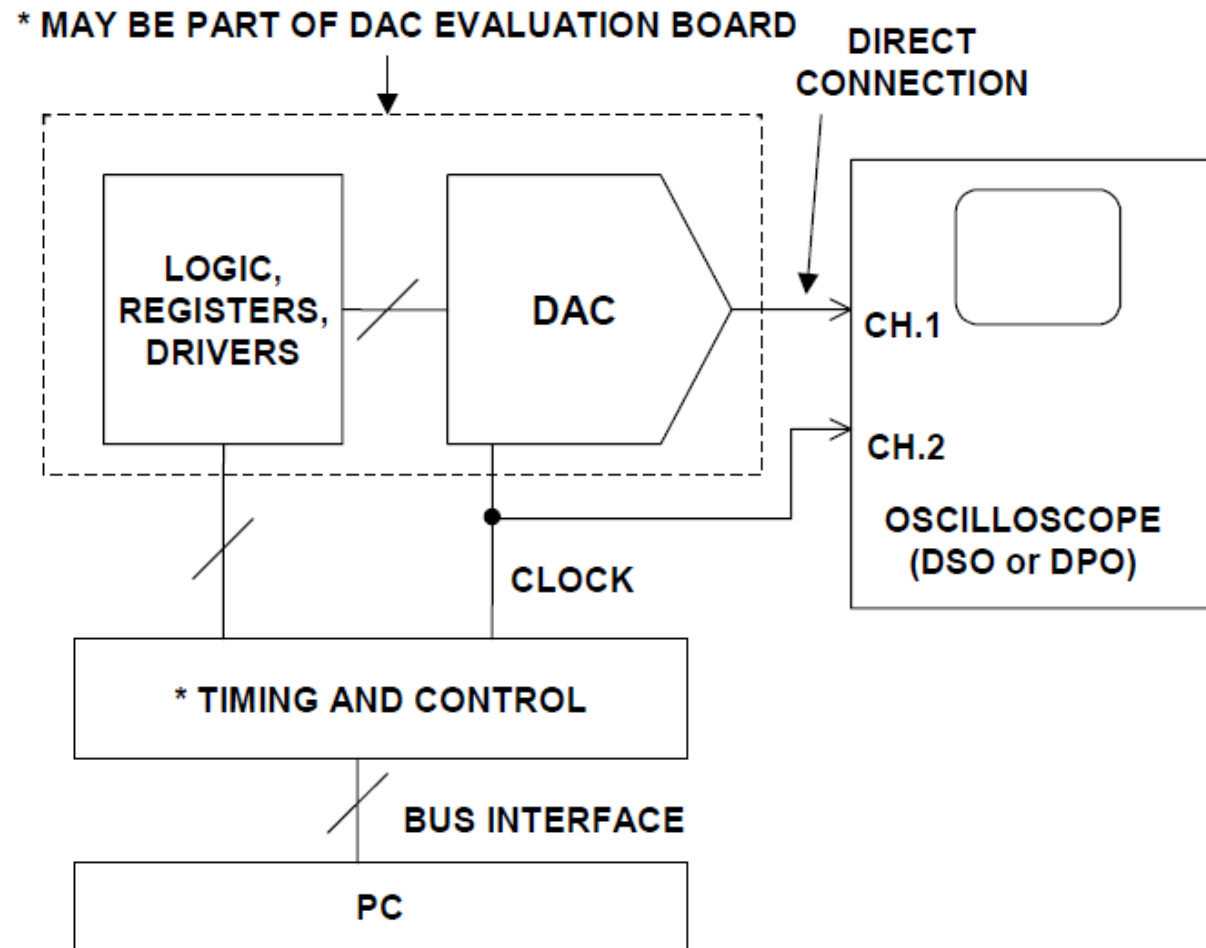 * MAY BE PART OF DAC EVALUATION BOARD
DIRECT
CONNECTION
LOGIC,
REGISTERS,
DRIVERS
DAC
CH.1
CH.2
OSCILLOSCOPE
(DSO or DPO)
CLOCK
* TIMING AND CONTROL
BUS INTERFACE
PC